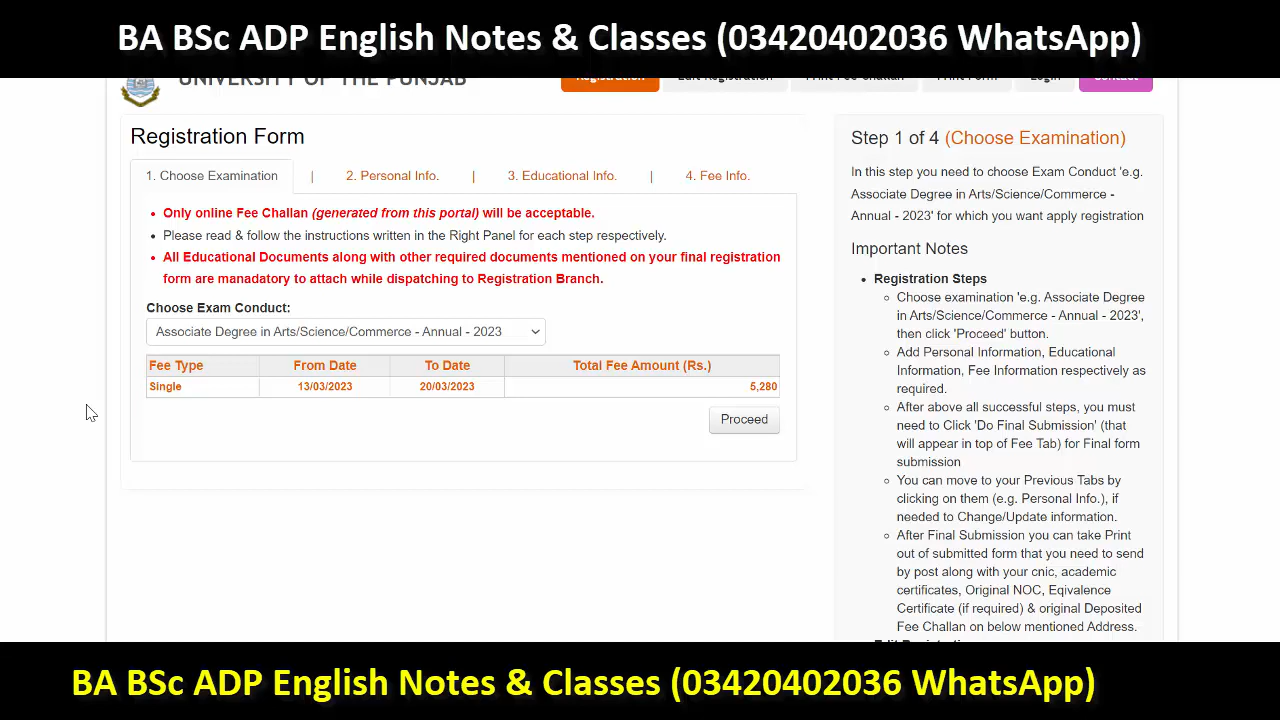 BA BSc ADP English Notes & Classes (03420402036 WhatsApp)
UNIVERSITY OF THE PUNJAB
Registration Edit Registration Print Fee Challan Print Form Login Contact
Registration Form
1. Choose Examination | 2. Personal Info. | 3. Educational Info. | 4. Fee Info.
Only online Fee Challan (generated from this portal) will be acceptable.
Please read & follow the instructions written in the Right Panel for each step respectively.
All Educational Documents along with other required documents mentioned on your final registration
form are manadatory to attach while dispatching to Registration Branch.
Choose Exam Conduct:
Associate Degree in Arts/Science/Commerce - Annual - 2023
Fee Type From Date To Date Total Fee Amount (Rs.)
Single 13/03/2023 20/03/2023 5,280
Proceed
Step 1 of 4 (Choose Examination)
In this step you need to choose Exam Conduct 'e.g.
Associate Degree in Arts/Science/Commerce -
Annual - 2023' for which you want apply registration
Important Notes
Registration Steps
Choose examination 'e.g. Associate Degree
in Arts/Science/Commerce - Annual - 2023',
then click 'Proceed' button.
Add Personal Information, Educational
Information, Fee Information respectively as
required.
After above all successful steps, you must
need to Click 'Do Final Submission' (that
will appear in top of Fee Tab) for Final form
submission
You can move to your Previous Tabs by
clicking on them (e.g. Personal Info.), if
needed to Change/Update information.
After Final Submission you can take Print
out of submitted form that you need to send
by post along with your cnic, academic
certificates, Original NOC, Eqivalence
Certificate (if required) & original Deposited
Fee Challan on below mentioned Address.
Edit Registration
BA BSc ADP English Notes & Classes (03420402036 WhatsApp)